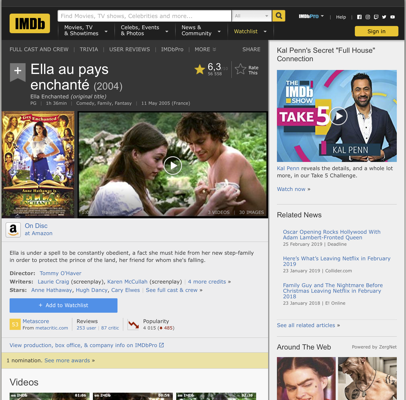 IMDb
Find Movies, TV shows, Celebrities and more...
All
IMDbPro
Help
Movies, TV
& Showtimes
Celebs, Events
& Photos
News &
Community
Watchlist
Sign in
FULL CAST AND CREW | TRIVIA | USER REVIEWS | IMDbPro | MORE
SHARE
Ella au pays
enchanté (2004)
Ella Enchanted (original title)
PG | 1h 36min | Comedy, Family, Fantasy | 11 May 2005 (France)
6,3
Rate
This
ELLA
ENCHANTED
VIDEOS | 30 IMAGES
On Disc
at Amazon
Ella is under a spell to be constantly obedient, a fact she must hide from her new step-family
in order to protect the prince of the land, her friend for whom she's falling.
Director: Tommy O'Haver
Writers: Laurie Craig (screenplay), Karen McCullah (screenplay) | 4 more credits »
Stars: Anne Hathaway, Hugh Dancy, Cary Elwes | See full cast & crew »
+ Add to Watchlist
Metascore
From metacritic.com
Reviews
253 user | 87 critic
Popularity
4 015 (485)
View production, box office, & company info on IMDbPro
1 nomination. See more awards »
Videos
Kal Penn's Secret "Full House"
Connection
THE
IMDb
SHOW
TAKE 5
KAL PENN
Kal Penn reveals the details, and a whole lot
more, in our Take 5 Challenge.
Watch now »
Related News
Oscar Opening Rocks Hollywood With
Adam Lambert-Fronted Queen
25 February 2019 | Deadline
Here's What's Leaving Netflix in February
2019
23 January 2019 | Collider.com
Family Guy and The Nightmare Before
Christmas Leaving Netflix in February
2018
23 January 2018 | E! Online
See all related articles »
Around The Web
Powered by ZergNet